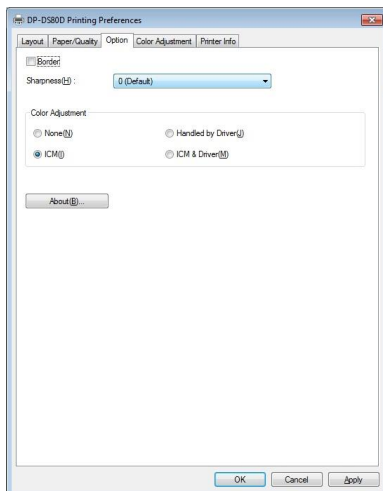 DP-DS80D Printing Preferences
Layout Paper/Quality Option Color Adjustment Printer Info
Border
Sharpness(H) : 0 (Default)
Color Adjustment
None(N) Handled by Driver(J)
ICM(I) ICM & Driver(M)
About(B)...
OK Cancel Apply